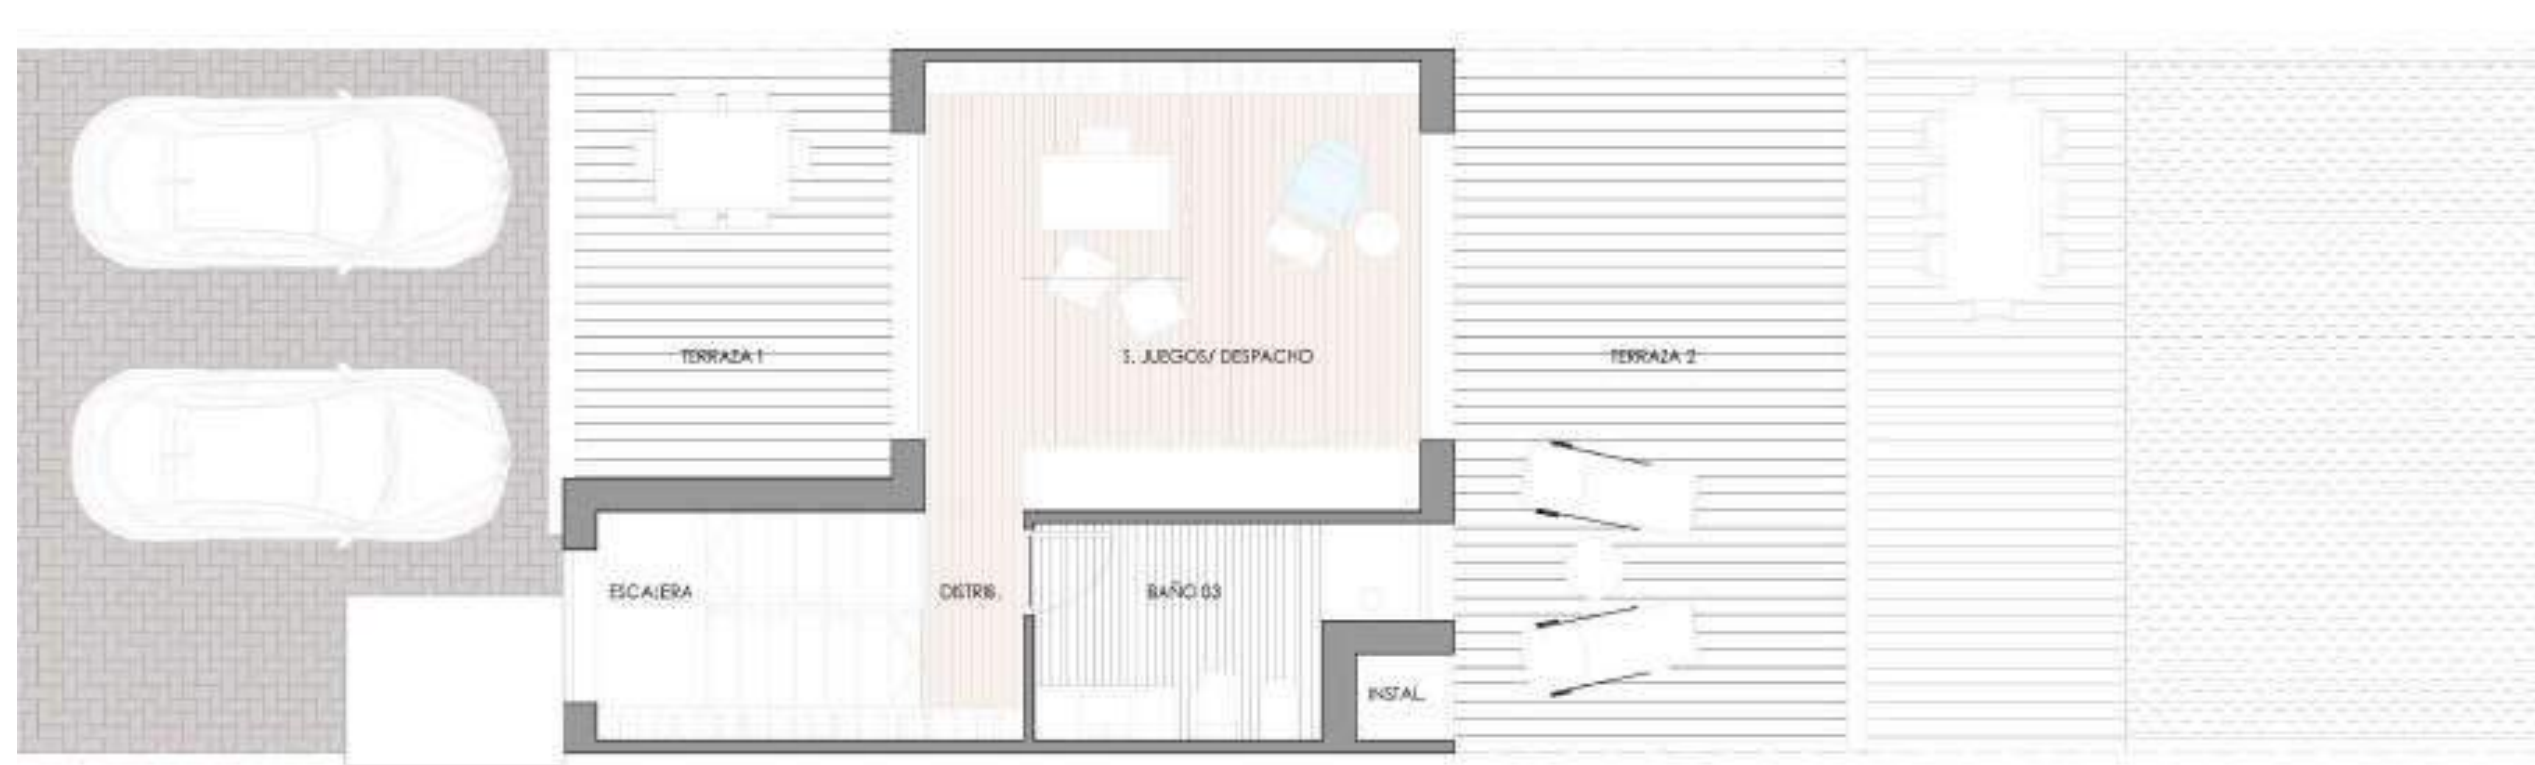 TERRAZA 1
S. JUEGOS/ DESPACHO
TERRAZA 2
ESCALERA
DISTRIB.
BAÑO 03
INSTAL.